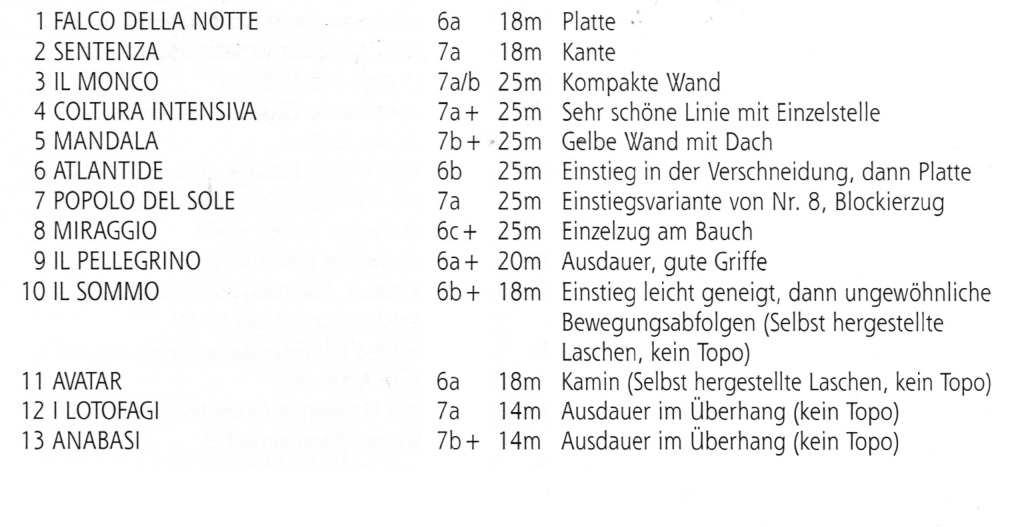 1 FALCO DELLA NOTTE 6a 18m Platte
2 SENTENZA 7a 18m Kante
3 IL MONCO 7a/b 25m Kompakte Wand
4 COLTURA INTENSIVA 7a+ 25m Sehr schöne Linie mit Einzelstelle
5 MANDALA 7b+ 25m Gelbe Wand mit Dach
6 ATLANTIDE 6b 25m Einstieg in der Verschneidung, dann Platte
7 POPOLO DEL SOLE 7a 25m Einstiegsvariante von Nr. 8, Blockierzug
8 MIRAGGIO 6c+ 25m Einzelzug am Bauch
9 IL PELLEGRINO 6a+ 20m Ausdauer, gute Griffe
10 IL SOMMO 6b+ 18m Einstieg leicht geneigt, dann ungewöhnliche
Bewegungsabfolgen (Selbst hergestellte
Laschen, kein Topo)
11 AVATAR 6a 18m Kamin (Selbst hergestellte Laschen, kein Topo)
12 I LOTOFAGI 7a 14m Ausdauer im Überhang (kein Topo)
13 ANABASI 7b+ 14m Ausdauer im Überhang (kein Topo)